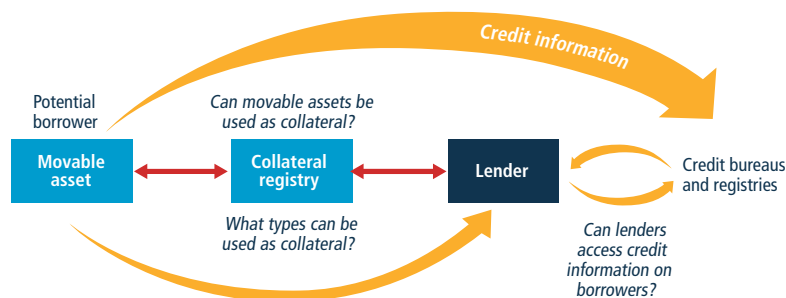 Credit information
Potential
borrower
Can movable assets be
used as collateral?
Movable
asset
Collateral
registry
Lender
Credit bureaus
and registries
What types can be
used as collateral?
Can lenders
access credit
information on
borrowers?